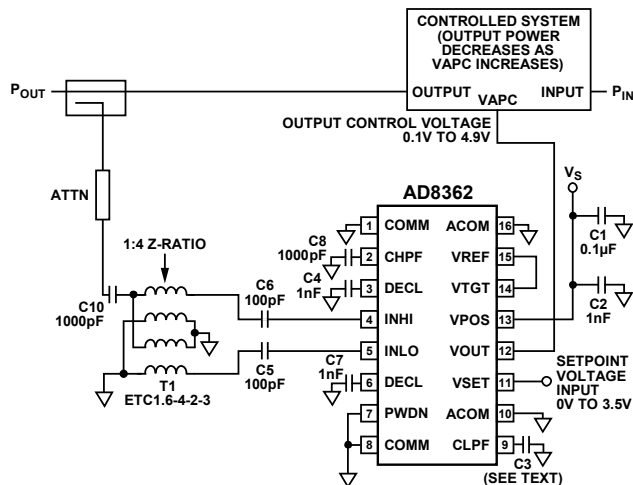 CONTROLLED SYSTEM
(OUTPUT POWER
DECREASES AS
VAPC INCREASES)
POUT
OUTPUT
INPUT
PIN
VAPC
OUTPUT CONTROL VOLTAGE
0.1V TO 4.9V
VS
ATTN
AD8362
1:4 Z-RATIO
C10
1000pF
C6
100pF
C5
100pF
T1
ETC1.6-4-2-3
C8
1000pF
C4
1nF
C7
1nF
1 COMM ACOM 16
2 CHPF VREF 15
3 DECL VTGT 14
4 INHI VPOS 13
5 INLO VOUT 12
6 DECL VSET 11
7 PWDN ACOM 10
8 COMM CLPF 9
C1
0.1µF
C2
1nF
SETPOINT
VOLTAGE
INPUT
0V TO 3.5V
C3
(SEE TEXT)